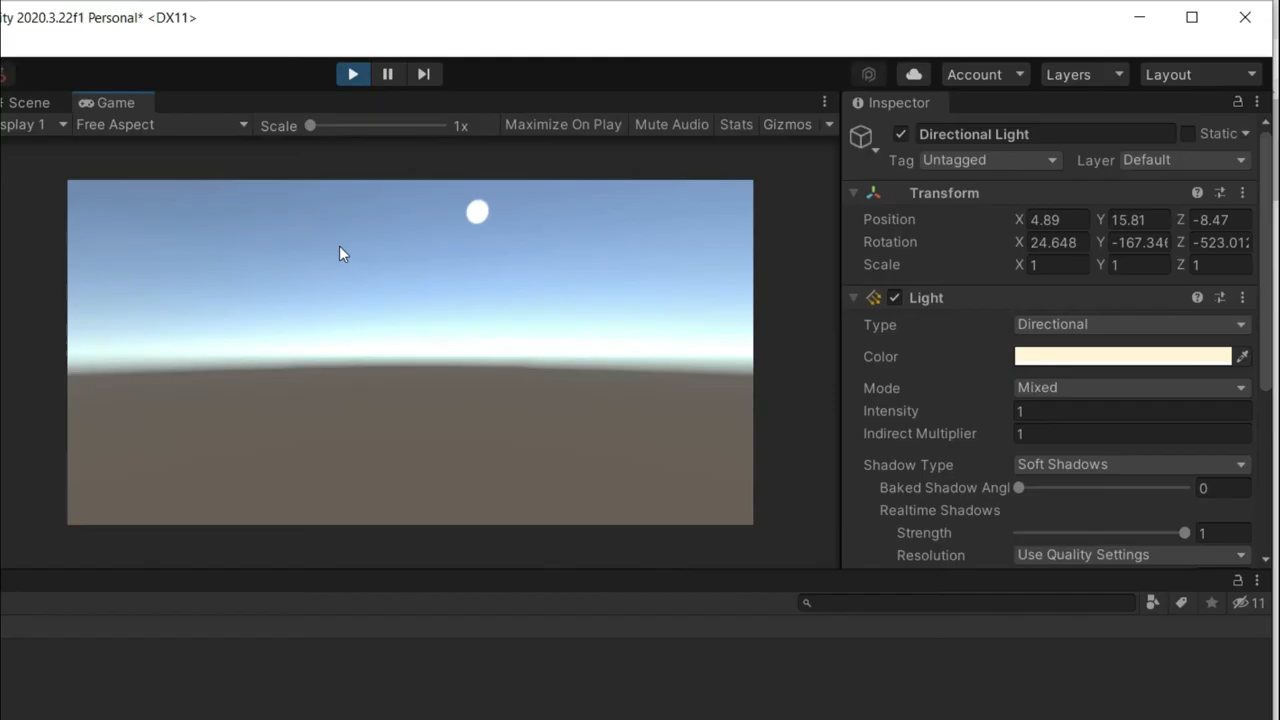 ity 2020.3.22f1 Personal* <DX11>
Account Layers Layout
Scene Game Inspector
splay 1 Free Aspect Scale 1x Maximize On Play Mute Audio Stats Gizmos
Directional Light Static
Tag Untagged Layer Default
Transform
Position X 4.89 Y 15.81 Z -8.47
Rotation X 24.648 Y -167.346 Z -523.012
Scale X 1 Y 1 Z 1
Light
Type Directional
Color
Mode Mixed
Intensity 1
Indirect Multiplier 1
Shadow Type Soft Shadows
Baked Shadow Angl 0
Realtime Shadows
Strength 1
Resolution Use Quality Settings
11